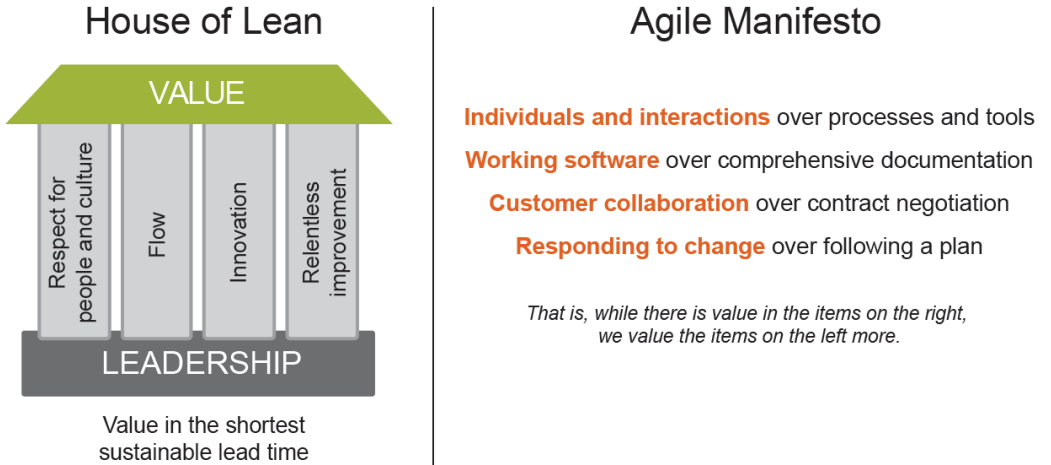 House of Lean
VALUE
Respect for
people and culture
Flow
Innovation
Relentless
improvement
LEADERSHIP
Value in the shortest
sustainable lead time
Agile Manifesto
Individuals and interactions over processes and tools
Working software over comprehensive documentation
Customer collaboration over contract negotiation
Responding to change over following a plan
That is, while there is value in the items on the right,
we value the items on the left more.